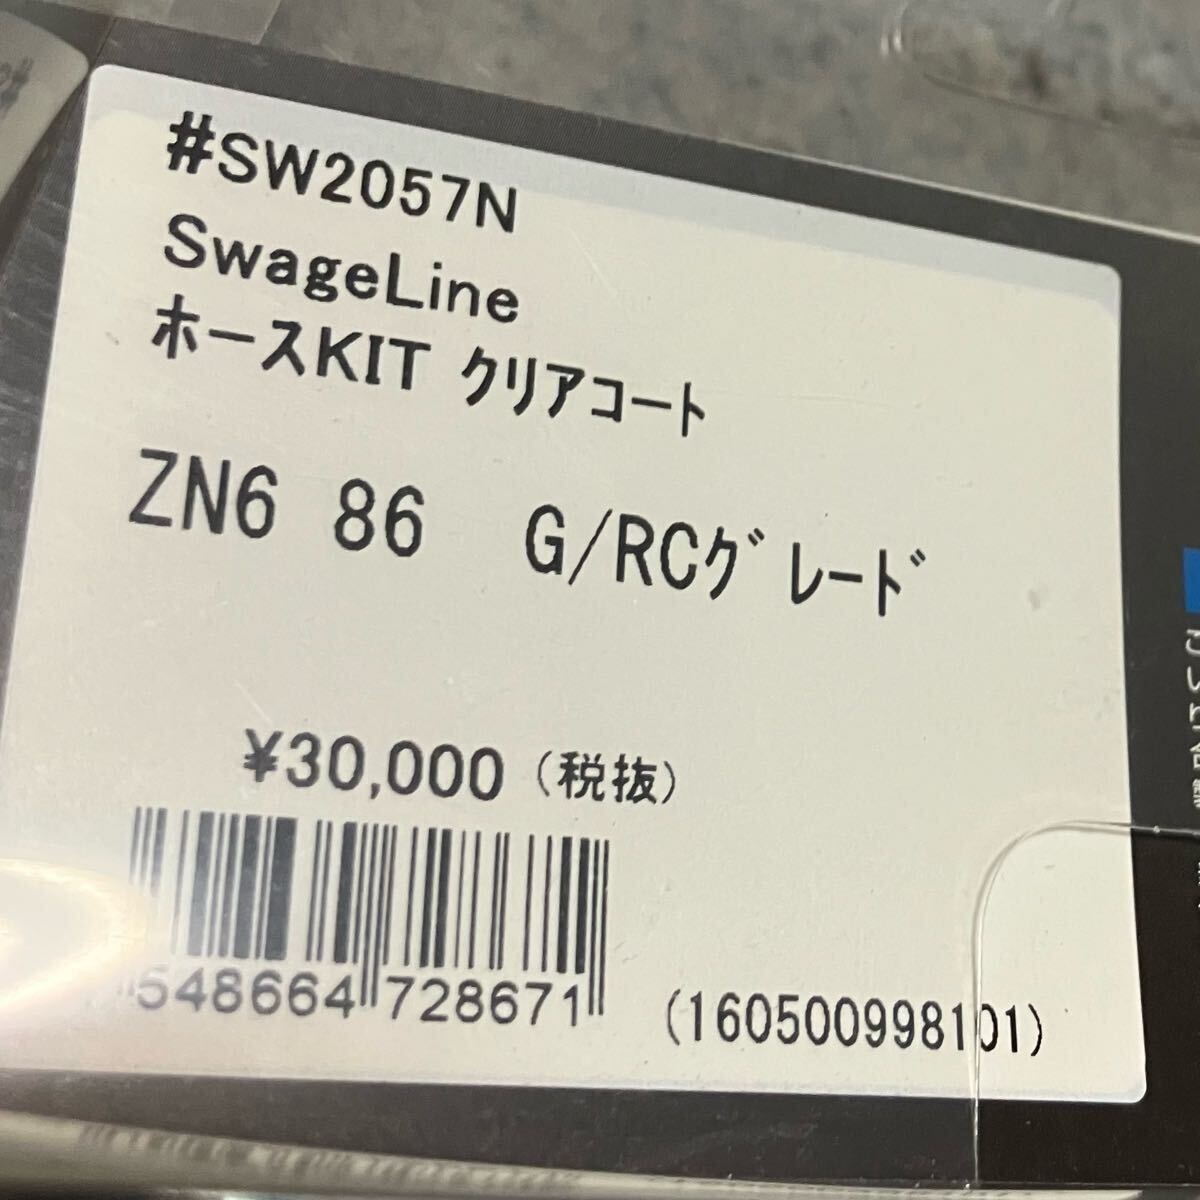 #SW2057N
SwageLine
ホースKIT クリアコート
ZN6 86 G/RCグレード
¥30,000（税抜）
548664 728671
(160500998101)